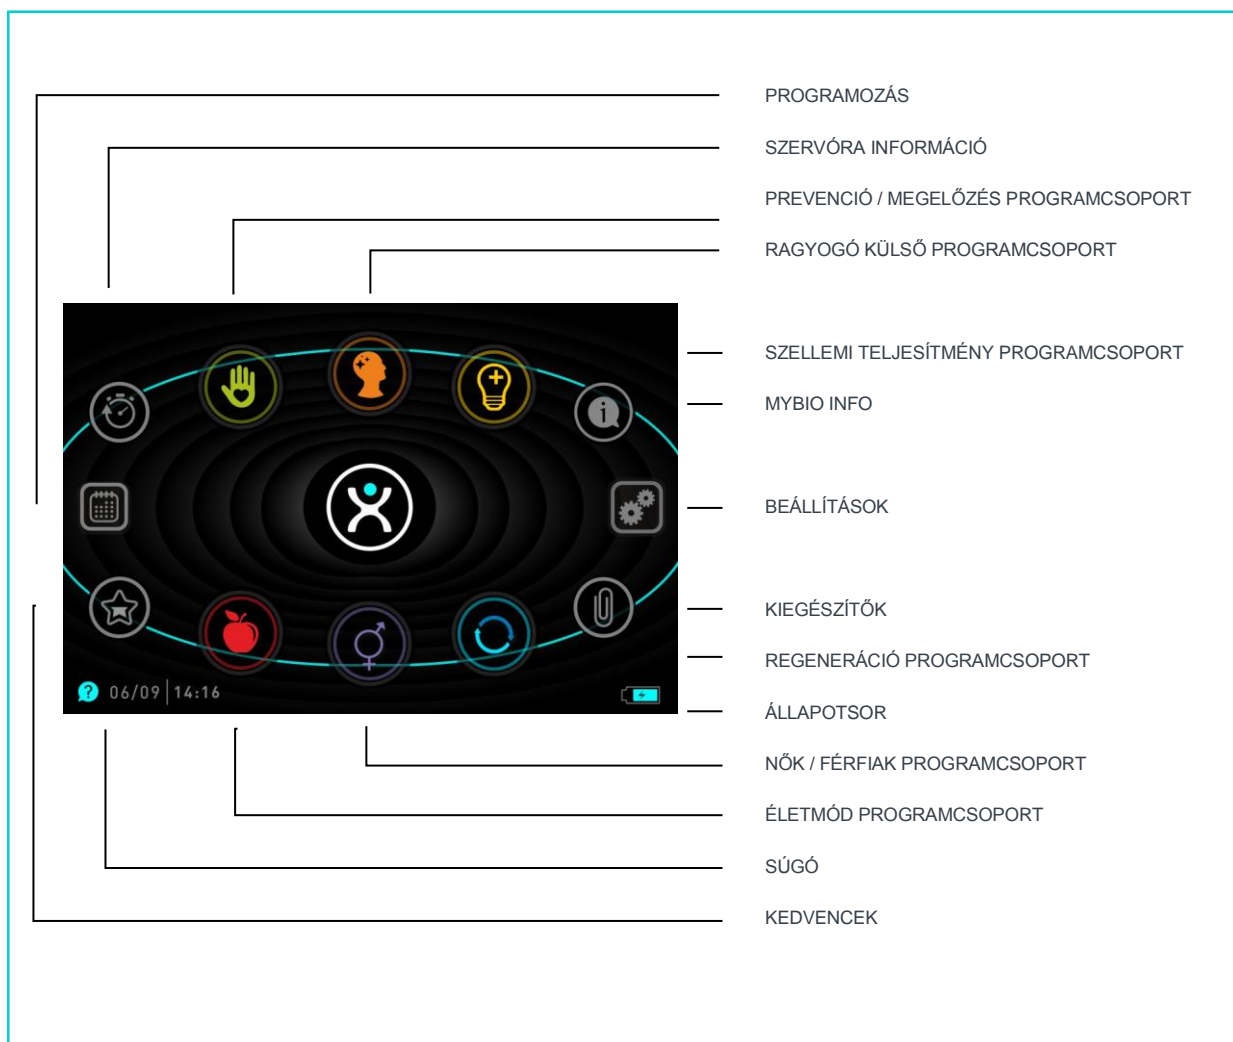 PROGRAMOZÁS
SZERVÓRA INFORMÁCIÓ
PREVENCIÓ / MEGELŐZÉS PROGRAMCSOPORT
RAGYOGÓ KÜLSŐ PROGRAMCSOPORT
SZELLEMI TELJESÍTMÉNY PROGRAMCSOPORT
MYBIO INFO
BEÁLLÍTÁSOK
KIEGÉSZÍTŐK
REGENERÁCIÓ PROGRAMCSOPORT
? 06/09 14:16
ÁLLAPOTSOR
NŐK / FÉRFIAK PROGRAMCSOPORT
ÉLETMÓD PROGRAMCSOPORT
SÚGÓ
KEDVENCEK